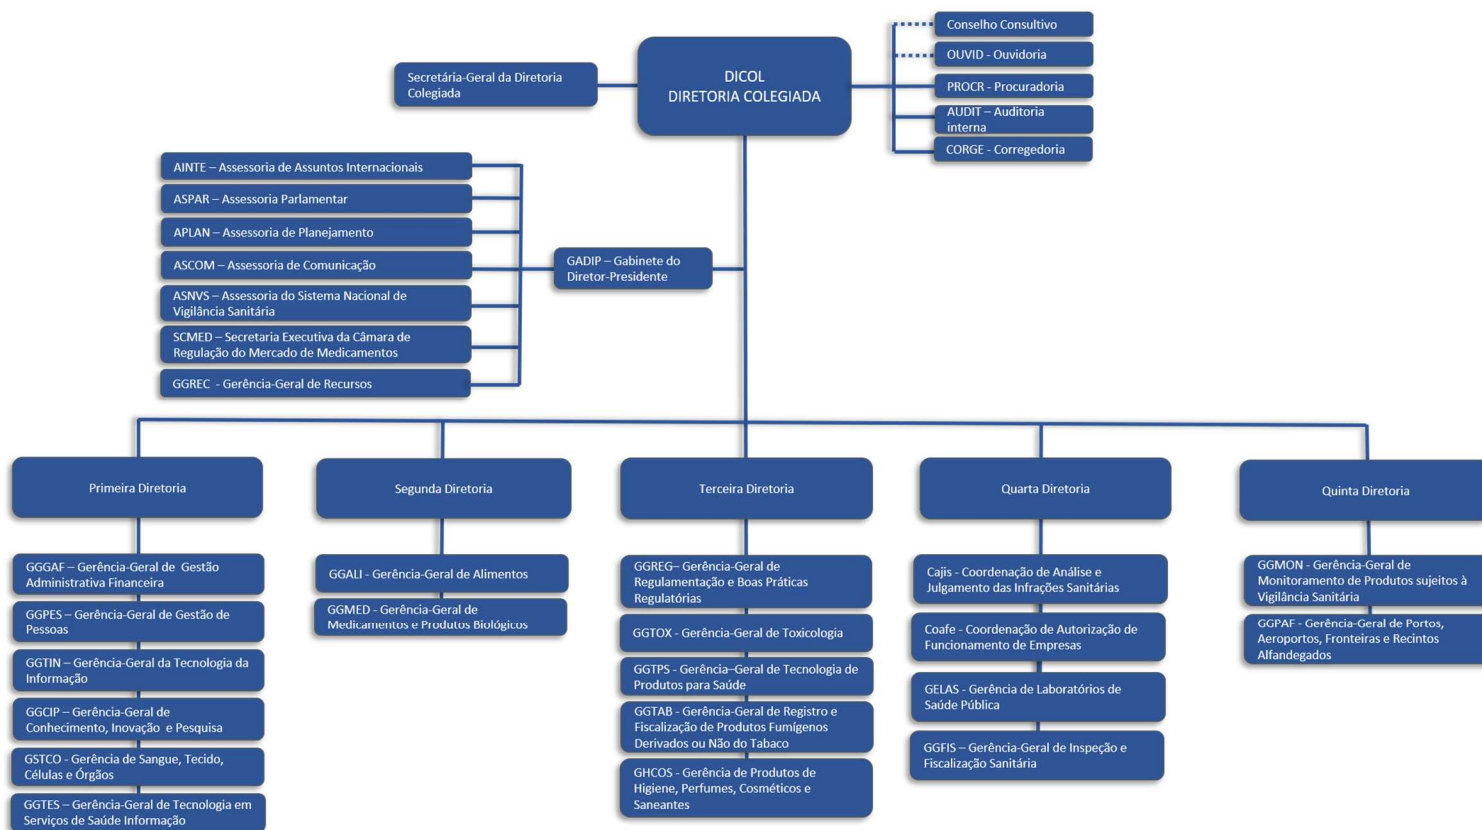 Conselho Consultivo
OUVID - Ouvidoria
PROCR - Procuradoria
AUDIT – Auditoria
interna
CORGE - Corregedoria
DICOL
DIRETORIA COLEGIADA
Secretária-Geral da Diretoria
Colegiada
AINTE – Assessoria de Assuntos Internacionais
ASPAR – Assessoria Parlamentar
APLAN – Assessoria de Planejamento
ASCOM – Assessoria de Comunicação
ASNVS – Assessoria do Sistema Nacional de
Vigilância Sanitária
SCMED – Secretaria Executiva da Câmara de
Regulação do Mercado de Medicamentos
GGREC - Gerência-Geral de Recursos
GADIP – Gabinete do
Diretor-Presidente
Primeira Diretoria
GGGAF – Gerência-Geral de Gestão
Administrativa Financeira
GGPES – Gerência-Geral de Gestão de
Pessoas
GGTIN – Gerência-Geral da Tecnologia da
Informação
GGCIP – Gerência-Geral de
Conhecimento, Inovação e Pesquisa
GSTCO - Gerência de Sangue, Tecido,
Células e Órgãos
GGTES – Gerência-Geral de Tecnologia em
Serviços de Saúde Informação
Segunda Diretoria
GGALI - Gerência-Geral de Alimentos
GGMED - Gerência-Geral de
Medicamentos e Produtos Biológicos
Terceira Diretoria
GGREG– Gerência-Geral de
Regulamentação e Boas Práticas
Regulatórias
GGTOX - Gerência-Geral de Toxicologia
GGTPS - Gerência–Geral de Tecnologia de
Produtos para Saúde
GGTAB - Gerência-Geral de Registro e
Fiscalização de Produtos Fumígenos
Derivados ou Não do Tabaco
GHCOS - Gerência de Produtos de
Higiene, Perfumes, Cosméticos e
Saneantes
Quarta Diretoria
Cajis - Coordenação de Análise e
Julgamento das Infrações Sanitárias
Coafe - Coordenação de Autorização de
Funcionamento de Empresas
GELAS - Gerência de Laboratórios de
Saúde Pública
GGFIS – Gerência-Geral de Inspeção e
Fiscalização Sanitária
Quinta Diretoria
GGMON - Gerência-Geral de
Monitoramento de Produtos sujeitos à
Vigilância Sanitária
GGPAF - Gerência-Geral de Portos,
Aeroportos, Fronteiras e Recintos
Alfandegados